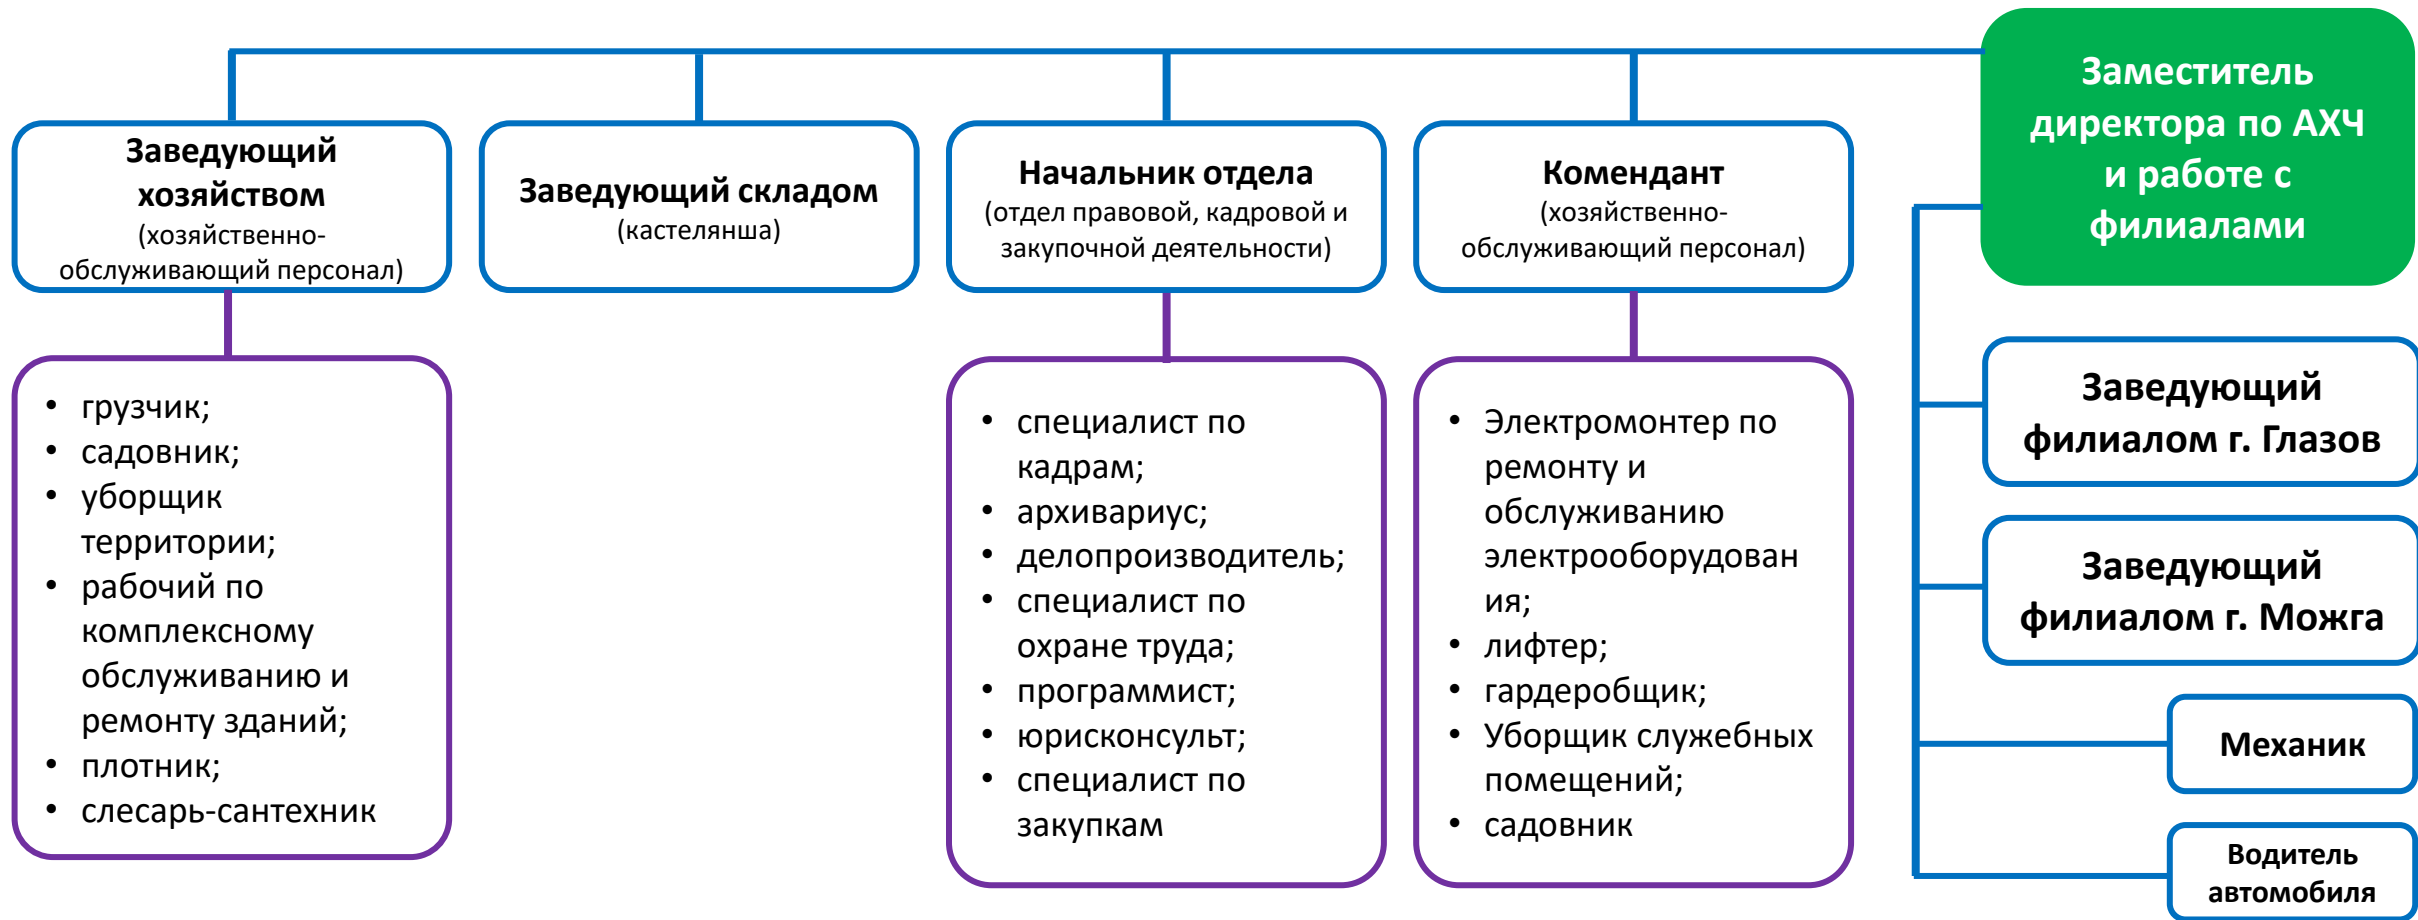 Заместитель
директора по АХЧ
и работе с
филиалами
Заведующий
хозяйством
(хозяйственно-
обслуживающий персонал)
Заведующий складом
(кастелянша)
Начальник отдела
(отдел правовой, кадровой и
закупочной деятельности)
Комендант
(хозяйственно-
обслуживающий персонал)
• грузчик;
• садовник;
• уборщик
территории;
• рабочий по
комплексному
обслуживанию и
ремонту зданий;
• плотник;
• слесарь-сантехник
• специалист по
кадрам;
• архивариус;
• делопроизводитель;
• специалист по
охране труда;
• программист;
• юрисконсульт;
• специалист по
закупкам
• Электромонтер по
ремонту и
обслуживанию
электрооборудован
ия;
• лифтер;
• гардеробщик;
• Уборщик служебных
помещений;
• садовник
Заведующий
филиалом г. Глазов
Заведующий
филиалом г. Можга
Механик
Водитель
автомобиля